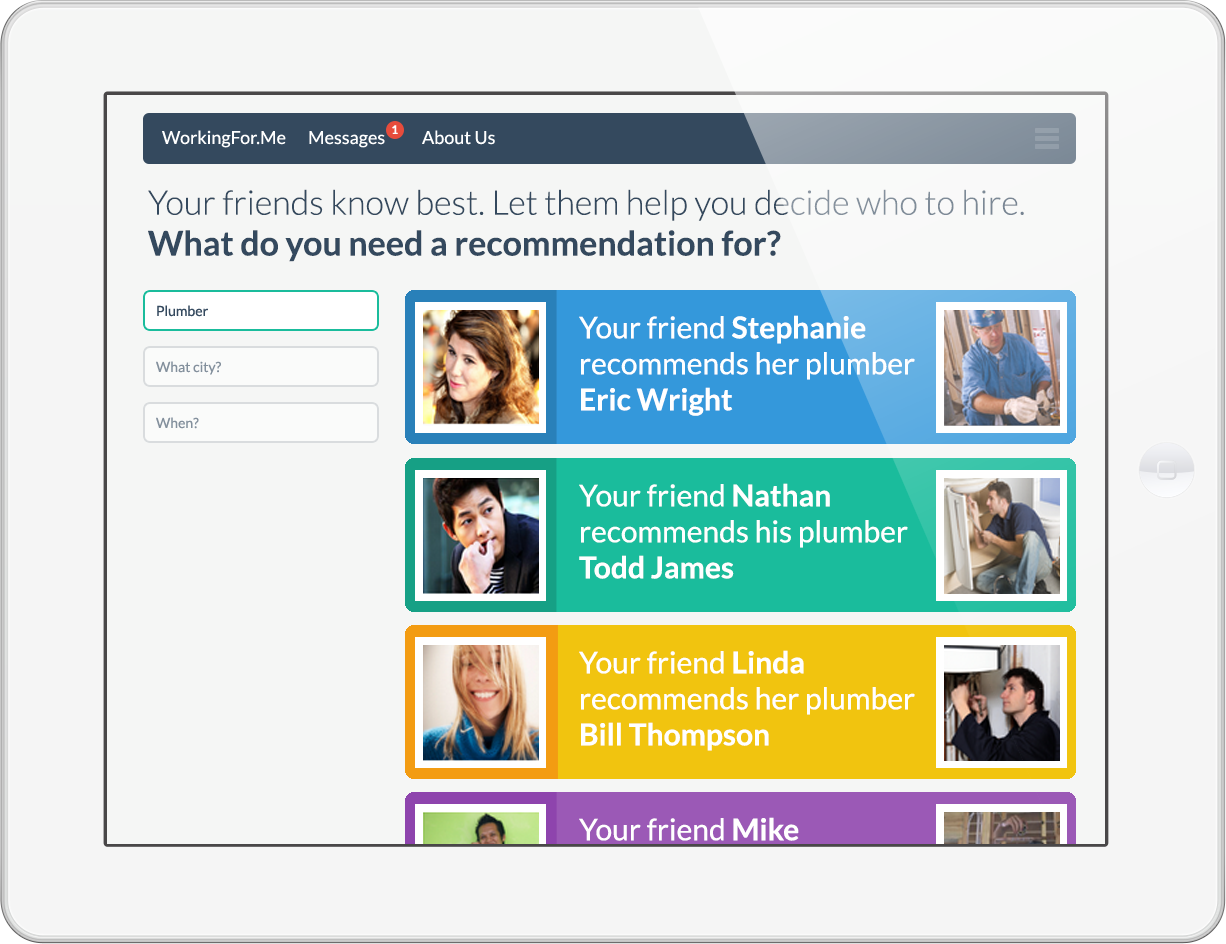 WorkingFor.Me Messages 1 About Us
Your friends know best. Let them help you decide who to hire.
What do you need a recommendation for?
Plumber
What city?
When?
Your friend Stephanie
recommends her plumber
Eric Wright
Your friend Nathan
recommends his plumber
Todd James
Your friend Linda
recommends her plumber
Bill Thompson
Your friend Mike